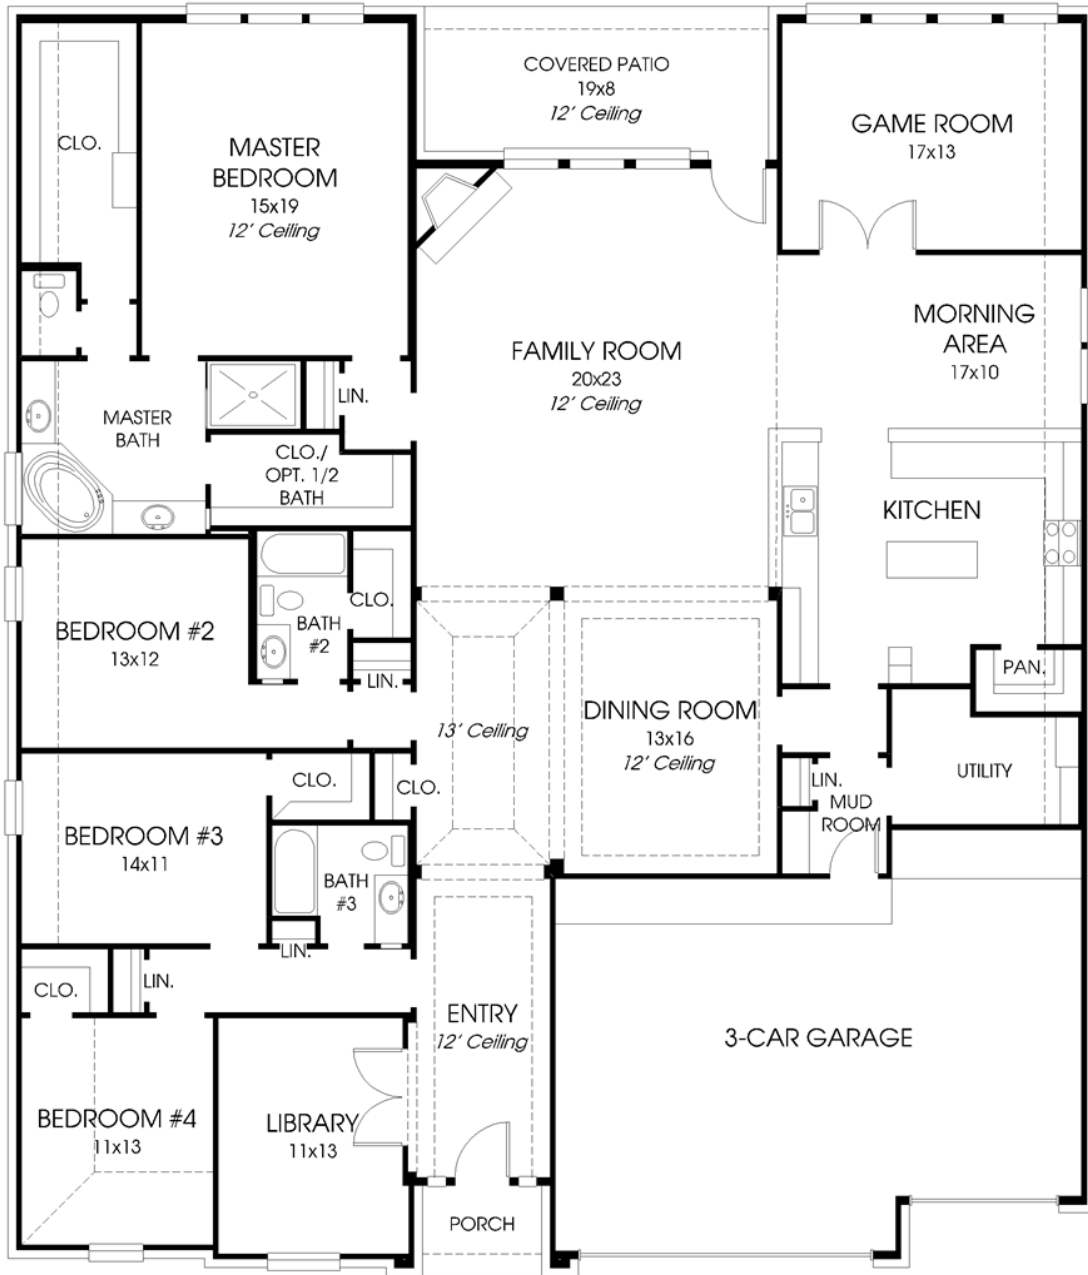 COVERED PATIO
19x8
12' Ceiling
GAME ROOM
17x13
CLO.
MASTER
BEDROOM
15x19
12' Ceiling
MORNING
AREA
17x10
FAMILY ROOM
20x23
12' Ceiling
LIN.
MASTER
BATH
CLO./
OPT. 1/2
BATH
KITCHEN
CLO.
BEDROOM #2
13x12
BATH
#2
LIN.
PAN.
13' Ceiling
DINING ROOM
13x16
12' Ceiling
UTILITY
LIN.
MUD
ROOM
CLO.
CLO.
BEDROOM #3
14x11
BATH
#3
LIN.
LIN.
CLO.
ENTRY
12' Ceiling
3-CAR GARAGE
BEDROOM #4
11x13
LIBRARY
11x13
PORCH